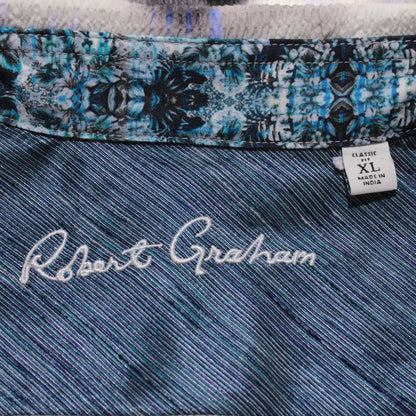 CLASSIC
FIT
XL
MADE IN
INDIA
Robert Graham